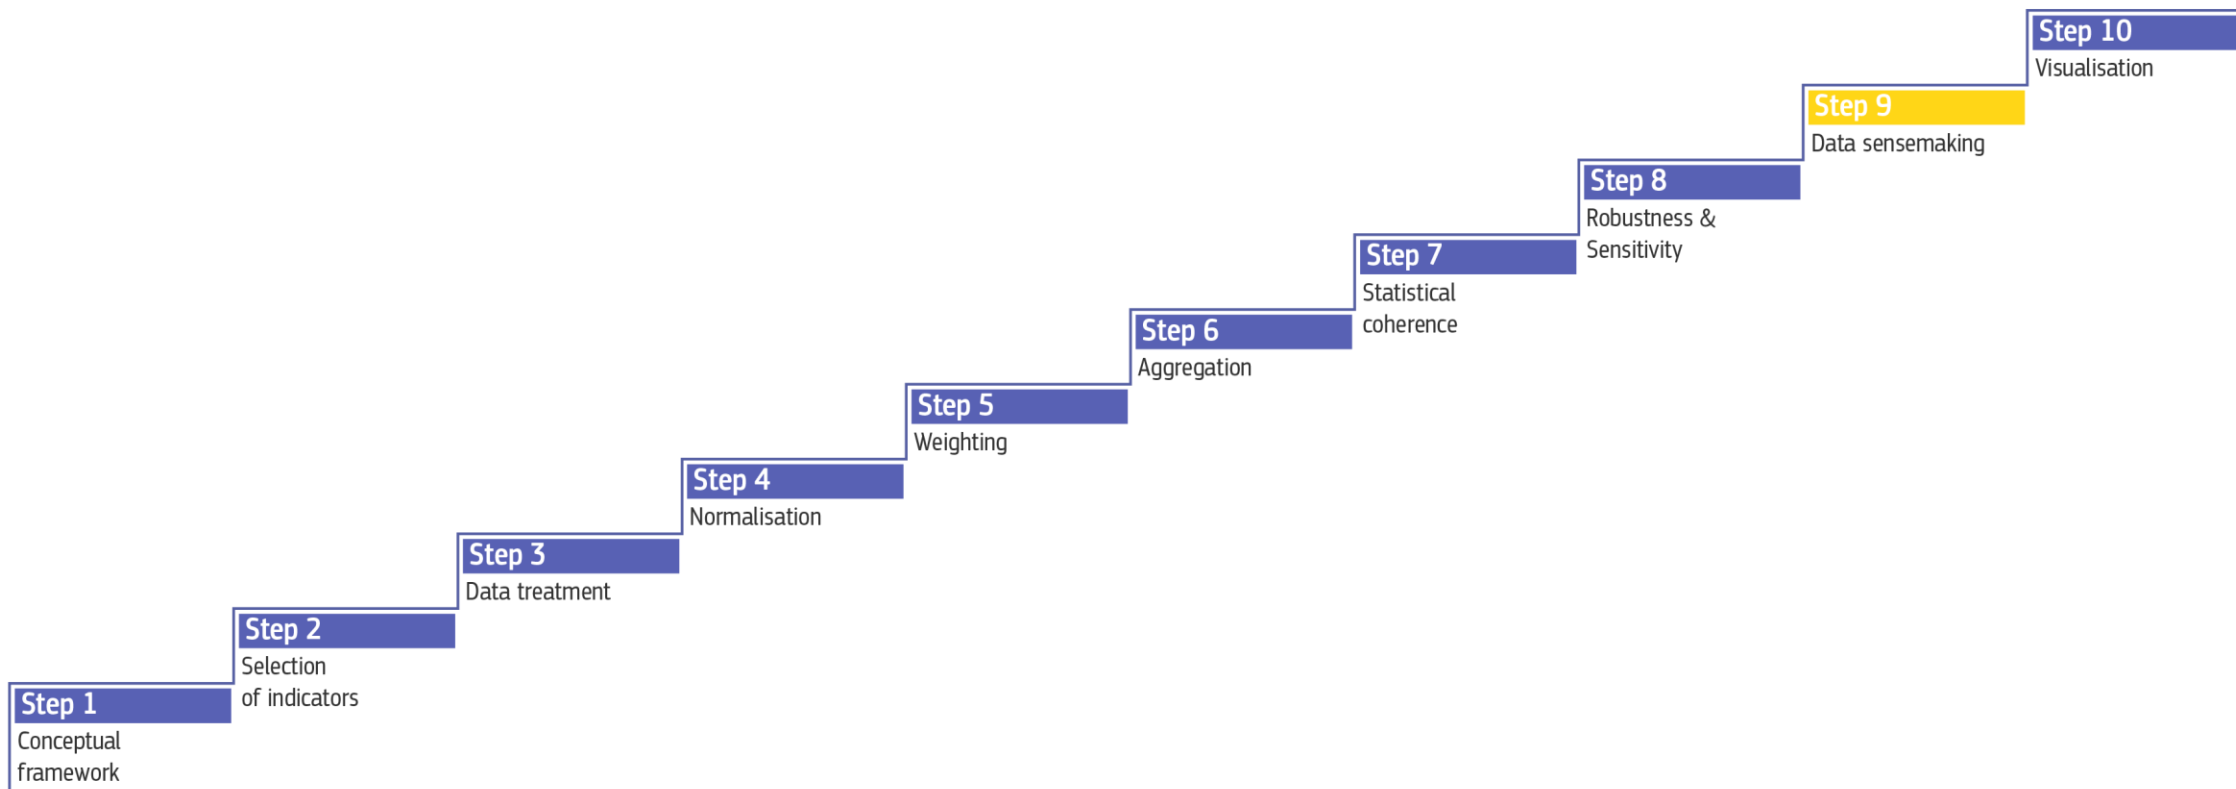 Step 1
Conceptual
framework
Step 2
Selection
of indicators
Step 3
Data treatment
Step 4
Normalisation
Step 5
Weighting
Step 6
Aggregation
Step 7
Statistical
coherence
Step 8
Robustness &
Sensitivity
Step 9
Data sensemaking
Step 10
Visualisation